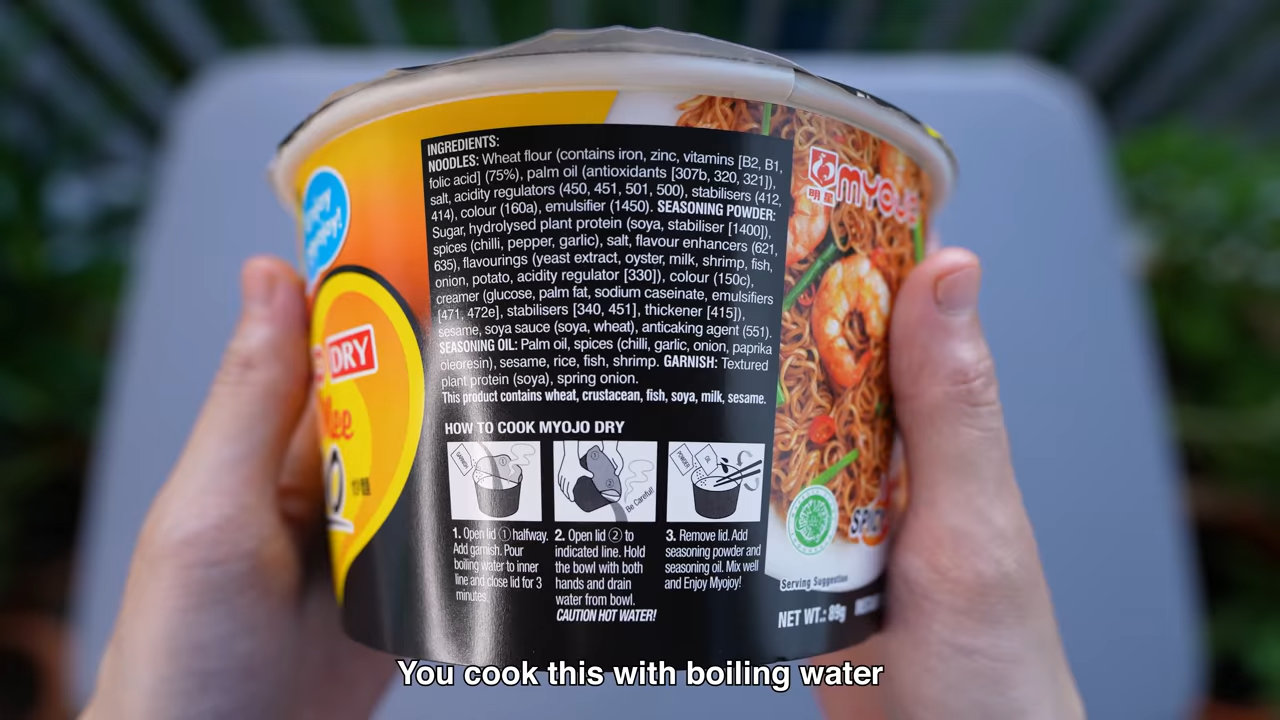 INGREDIENTS:
NOODLES: Wheat flour (contains iron, zinc, vitamins [B2, B1,
folic acid] (75%), palm oil (antioxidants [307b, 320, 321]),
salt, acidity regulators (450, 451, 501, 500), stabilisers (412,
414), colour (160a), emulsifier (1450). SEASONING POWDER:
Sugar, hydrolysed plant protein (soya, stabiliser [1400]),
spices (chilli, pepper, garlic), salt, flavour enhancers (621,
635), flavourings (yeast extract, oyster, milk, shrimp, fish,
onion, potato, acidity regulator [330]), colour (150c),
creamer (glucose, palm fat, sodium caseinate, emulsifiers
[471, 472e], stabilisers [340, 451], thickener [415]),
sesame, soya sauce (soya, wheat), anticaking agent (551).
SEASONING OIL: Palm oil, spices (chilli, garlic, onion, paprika
oleoresin), sesame, rice, fish, shrimp. GARNISH: Textured
plant protein (soya), spring onion.
This product contains wheat, crustacean, fish, soya, milk, sesame.
HOW TO COOK MYOJO DRY
GARNISH
Be Careful!
POWDER
OIL
1. Open lid ① halfway.
Add garnish. Pour
boiling water to inner
line and close lid for 3
minutes.
2. Open lid ② to
indicated line. Hold
the bowl with both
hands and drain
water from bowl.
CAUTION HOT WATER!
3. Remove lid. Add
seasoning powder and
seasoning oil. Mix well
and Enjoy Myojoy!
DRY
明星
MYOJ
SPIC
Serving Suggestion
NET WT.: 89g
You cook this with boiling water